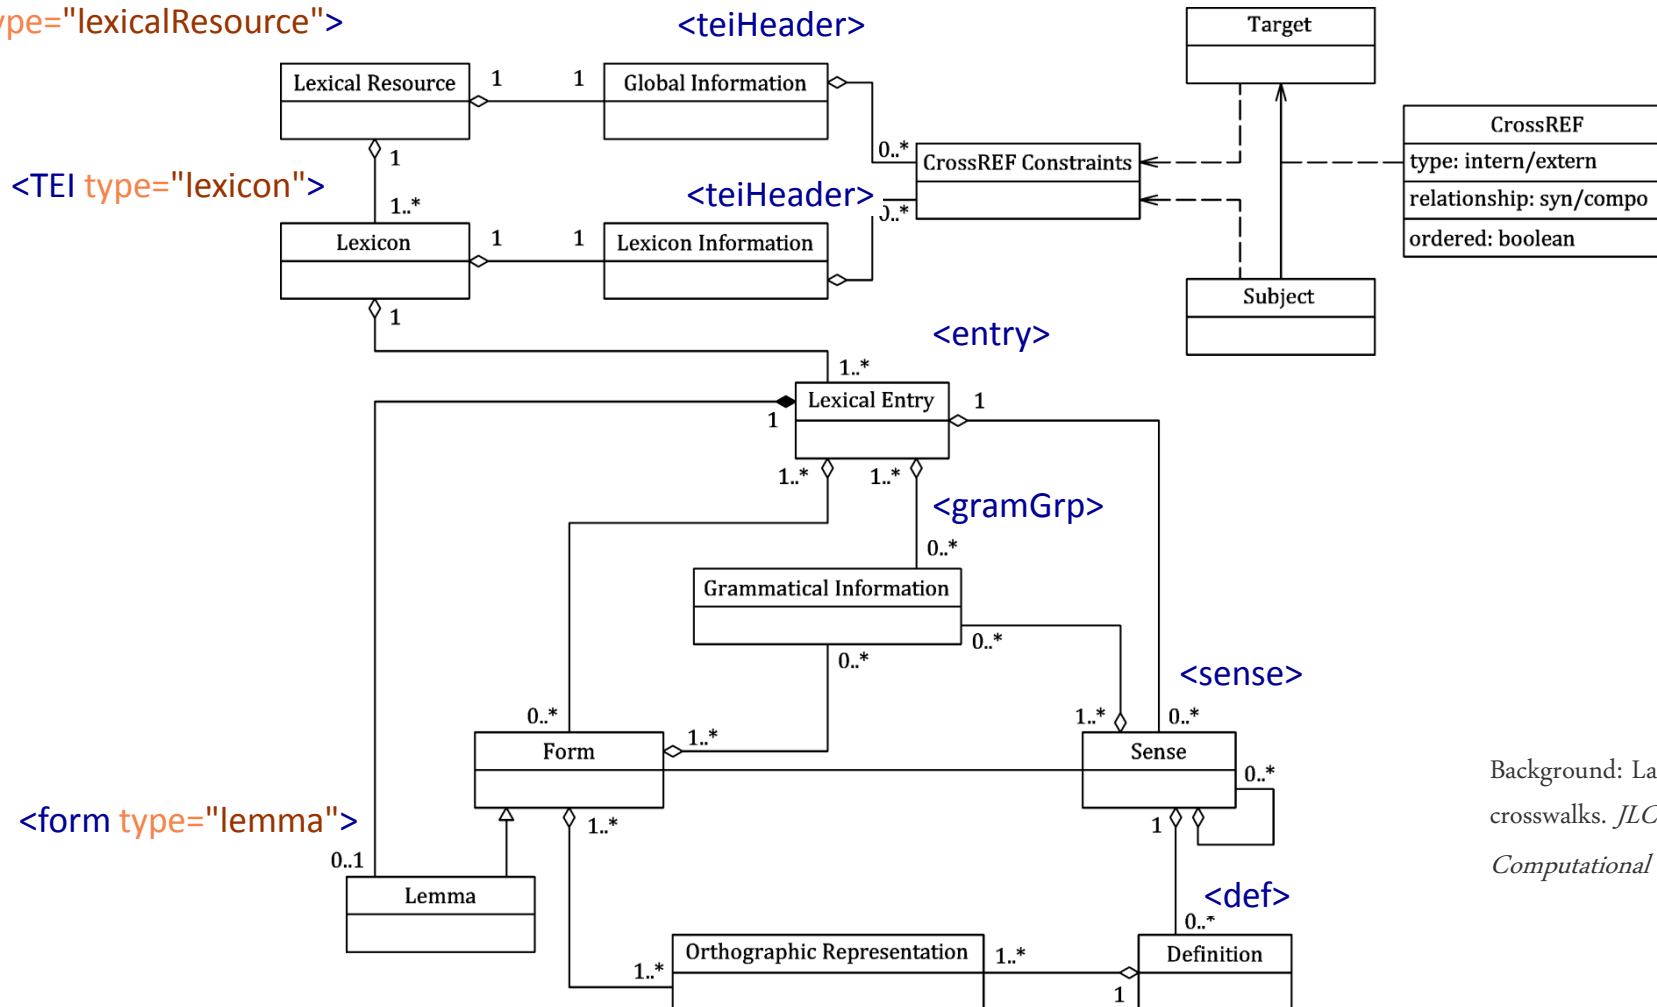 type="lexicalResource">
<teiHeader>
Target
Lexical Resource
1
1
Global Information
CrossREF
0..*
CrossREF Constraints
type: intern/extern
1
<TEI type="lexicon">
<teiHeader>
relationship: syn/compo
1..*
0..*
Lexicon
1
1
Lexicon Information
ordered: boolean
Subject
1
<entry>
1..*
Lexical Entry
1
1
1..*
1..*
<gramGrp>
0..*
Grammatical Information
0..*
0..*
<sense>
0..*
1..*
0..*
Form
1..*
Sense
0..*
Background: La
<form type="lemma">
1..*
1
crosswalks. JLC
0..1
Computational
Lemma
<def>
0..*
Orthographic Representation
1..*
Definition
1..*
1